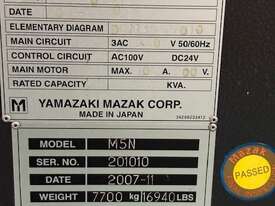 DATE
ELEMENTARY DIAGRAM
MAIN CIRCUIT 3AC V 50/60Hz
CONTROL CIRCUIT AC100V DC24V
MAIN MOTOR MAX.
RATED CAPACITY KVA.
M YAMAZAKI MAZAK CORP.
MADE IN JAPAN
MODEL M5N
SER. NO. 201010
DATE 2007-11
WEIGHT 7700 kg 16940 LBS
Mazak
PASSED